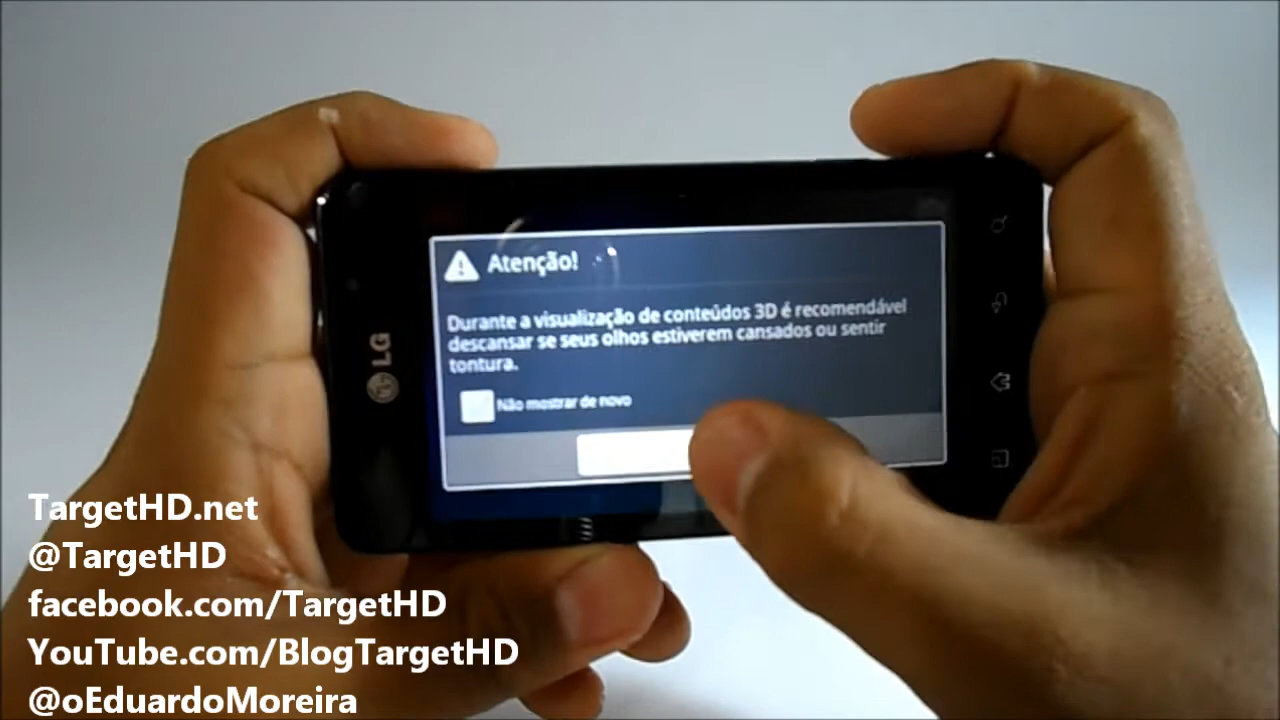 Atenção!
Durante a visualização de conteúdos 3D é recomendável
descansar se seus olhos estiverem cansados ou sentir
tontura.
Não mostrar de novo
LG
TargetHD.net
@TargetHD
facebook.com/TargetHD
YouTube.com/BlogTargetHD
@oEduardoMoreira